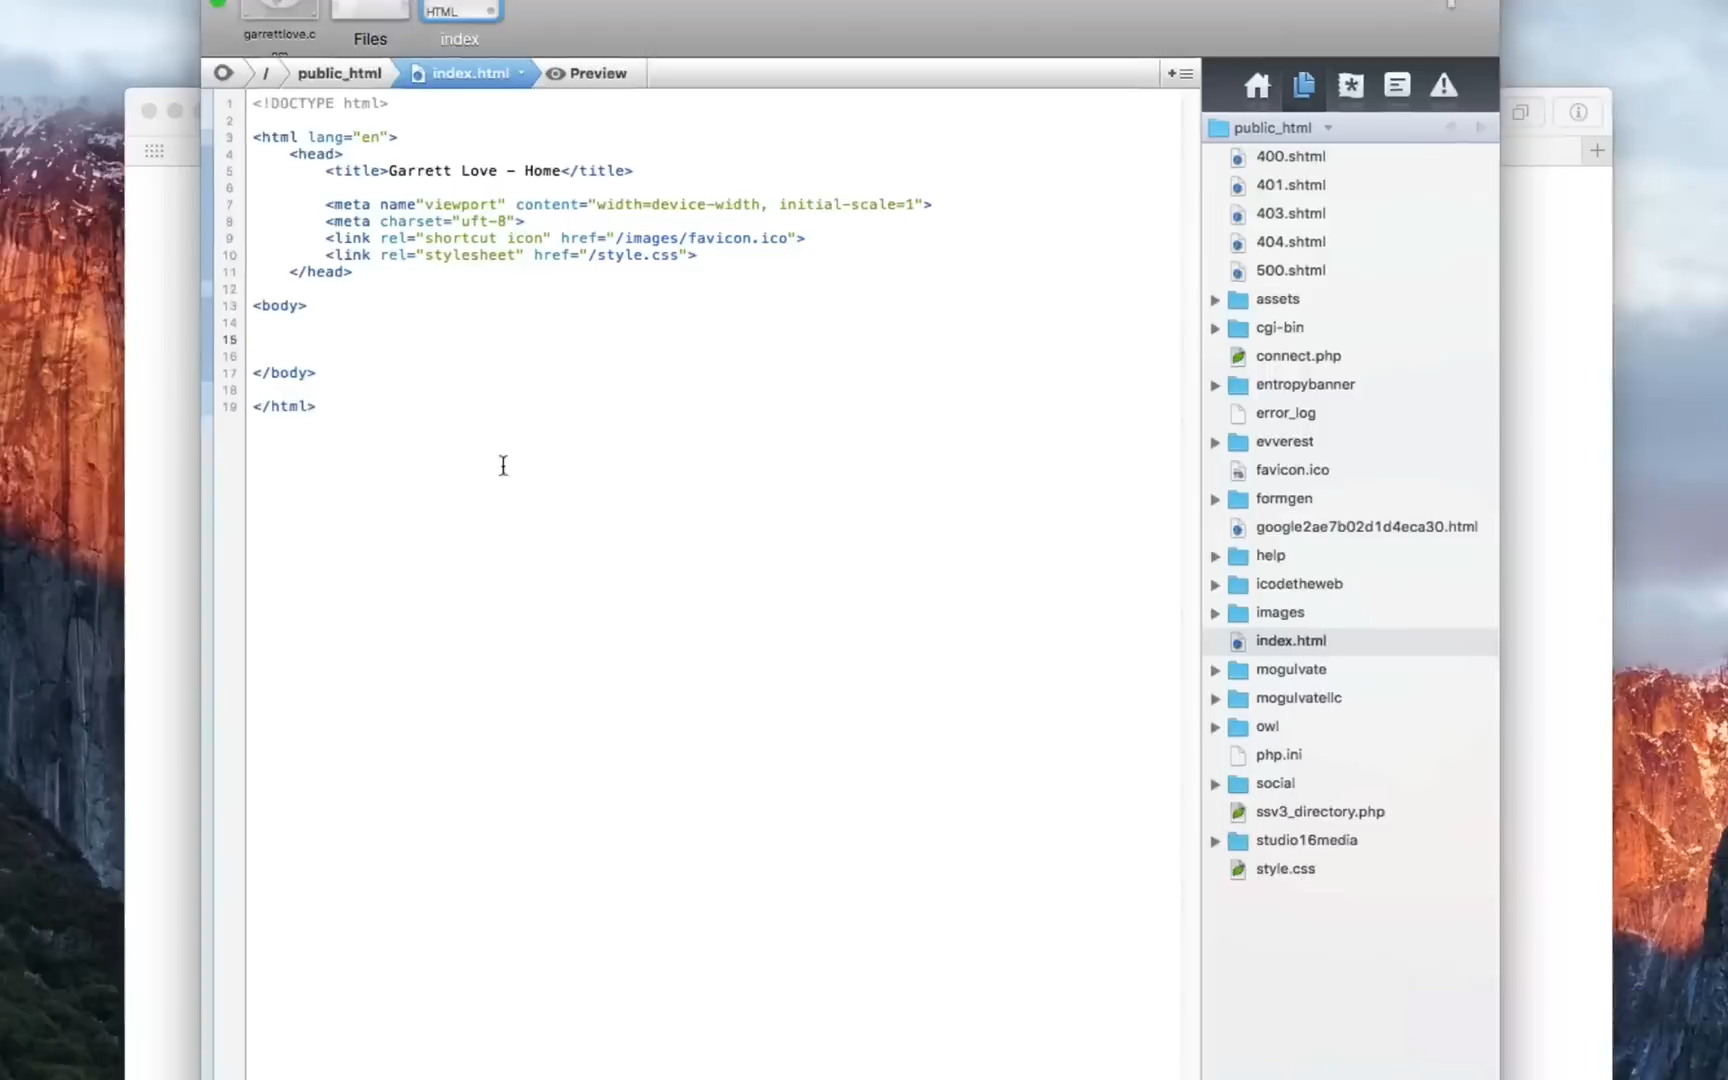 HTML
garrettlove.c
Files
index
/
public_html
index.html
Preview
1 <!DOCTYPE html>
2
3 <html lang="en">
4 <head>
5 <title>Garrett Love – Home</title>
6
7 <meta name"viewport" content="width=device-width, initial-scale=1">
8 <meta charset="uft-8">
9 <link rel="shortcut icon" href="/images/favicon.ico">
10 <link rel="stylesheet" href="/style.css">
11 </head>
12
13 <body>
14
15
16
17 </body>
18
19 </html>
public_html
400.shtml
401.shtml
403.shtml
404.shtml
500.shtml
assets
cgi-bin
connect.php
entropybanner
error_log
evverest
favicon.ico
formgen
google2ae7b02d1d4eca30.html
help
icodetheweb
images
index.html
mogulvate
mogulvatellc
owl
php.ini
social
ssv3_directory.php
studio16media
style.css